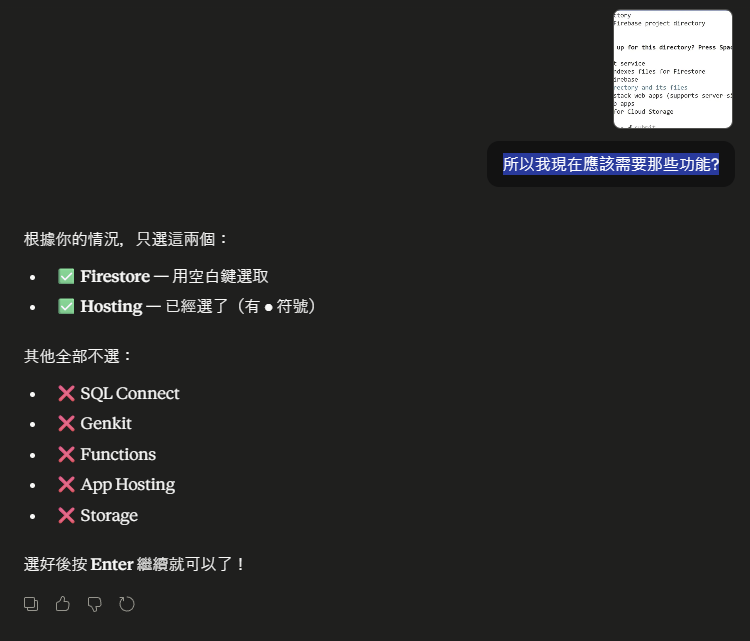 ctory
Firebase project directory
up for this directory? Press Spac
t service
ndexes files for Firestore
irebase
rectory and its files
stack web apps (supports server si
b apps
for Cloud Storage
submit
所以我現在應該需要那些功能?
根據你的情況，只選這兩個：
• ✅ Firestore — 用空白鍵選取
• ✅ Hosting — 已經選了（有 ● 符號）
其他全部不選：
• ❌ SQL Connect
• ❌ Genkit
• ❌ Functions
• ❌ App Hosting
• ❌ Storage
選好後按 Enter 繼續就可以了！